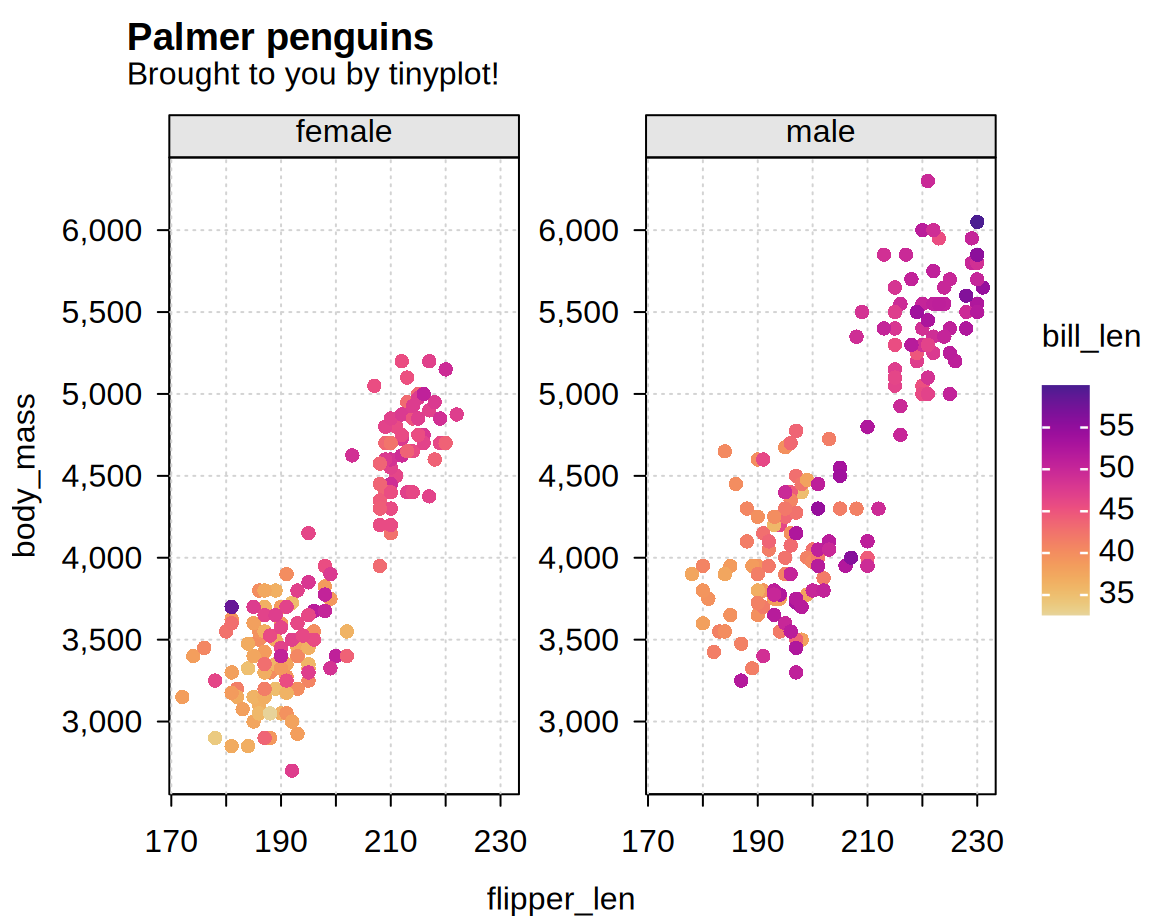 Palmer penguins
Brought to you by tinyplot!
female
male
6,000
5,500
5,000
4,500
4,000
3,500
3,000
6,000
5,500
5,000
4,500
4,000
3,500
3,000
body_mass
170 190 210 230
170 190 210 230
flipper_len
bill_len
55
50
45
40
35